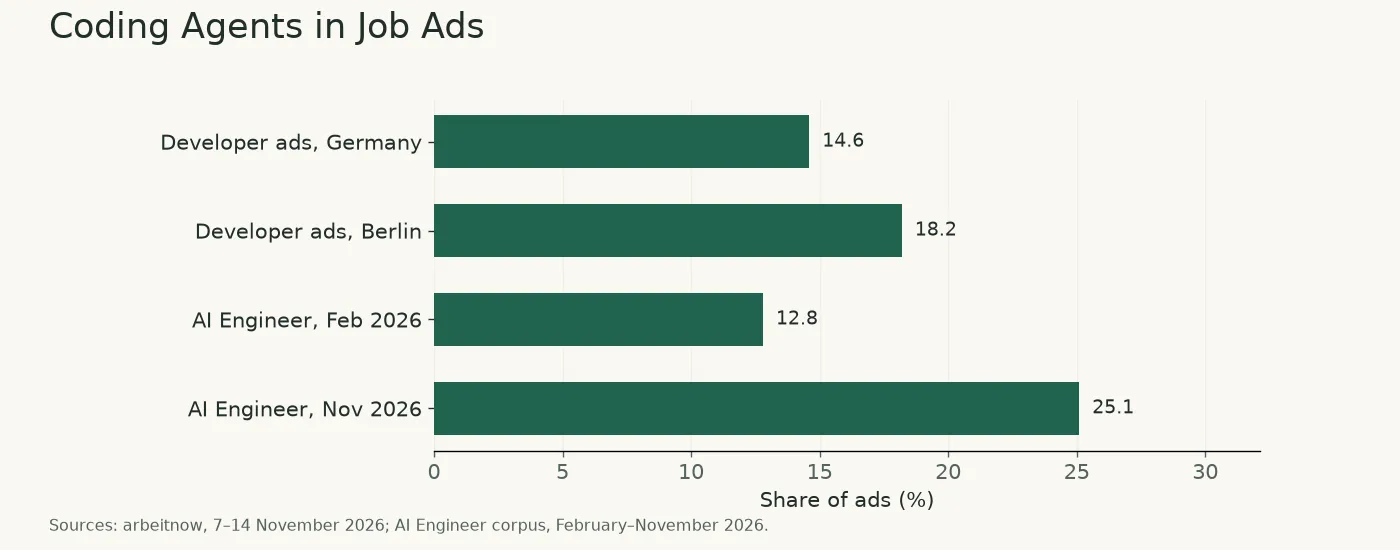 Coding Agents in Job Ads
Developer ads, Germany
14.6
Developer ads, Berlin
18.2
AI Engineer, Feb 2026
12.8
AI Engineer, Nov 2026
25.1
0 5 10 15 20 25 30
Share of ads (%)
Sources: arbeitnow, 7–14 November 2026; AI Engineer corpus, February–November 2026.